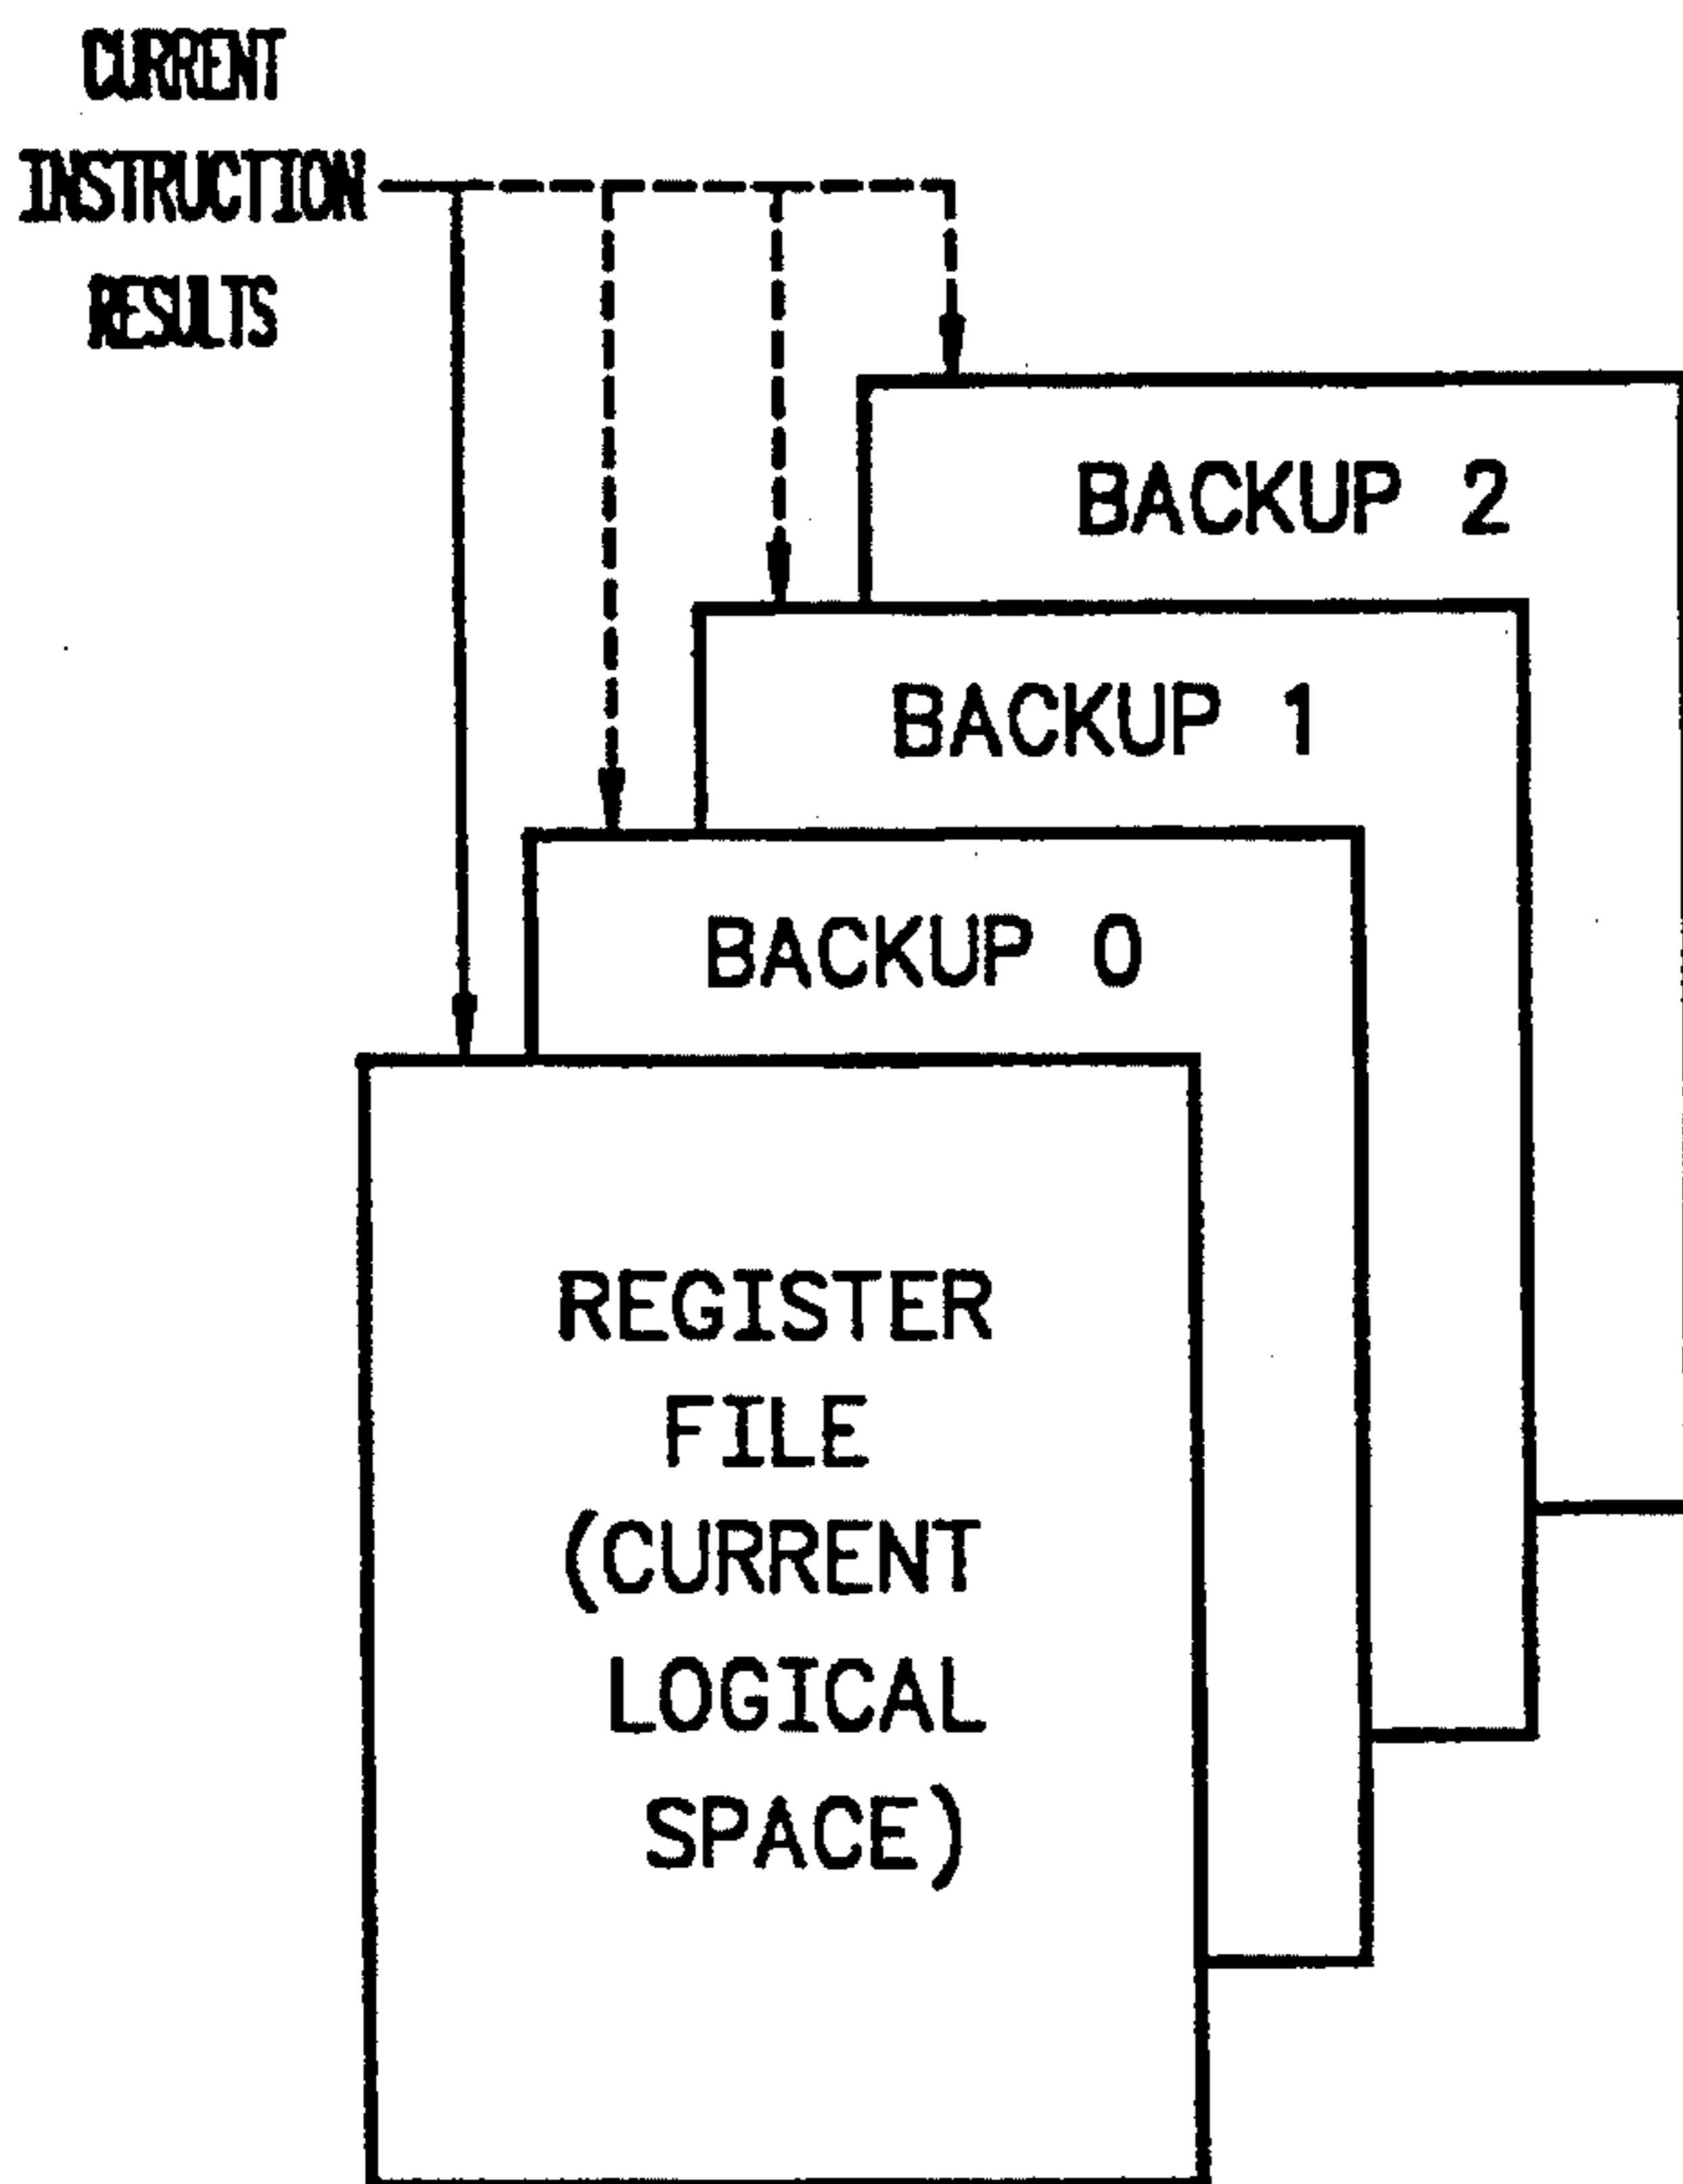 CURRENT
INSTRUCTION
RESULTS
BACKUP 2
BACKUP 1
BACKUP 0
REGISTER
FILE
(CURRENT
LOGICAL
SPACE)